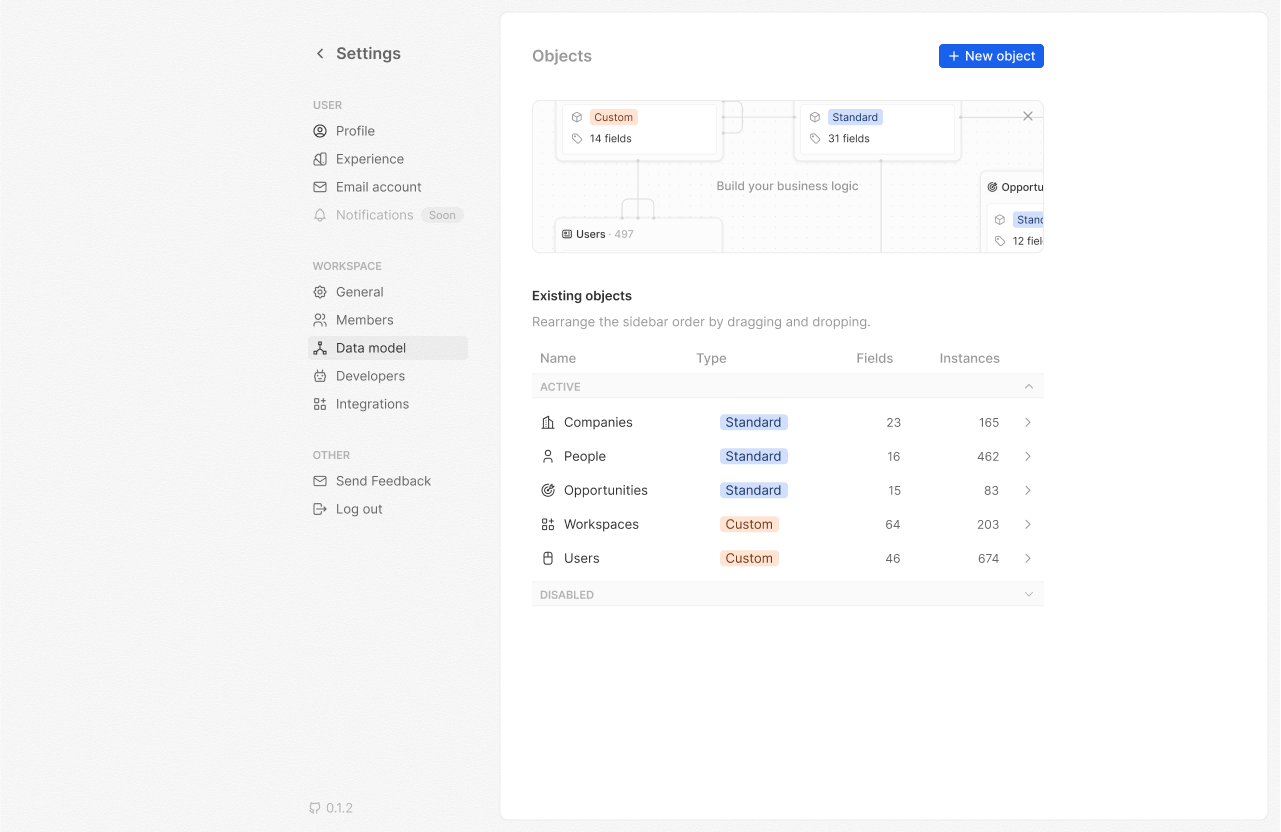 Settings
USER
Profile
Experience
Email account
Notifications Soon
WORKSPACE
General
Members
Data model
Developers
Integrations
OTHER
Send Feedback
Log out
0.1.2
Objects
+ New object
Custom
14 fields
Standard
31 fields
Build your business logic
Opportu
Stand
12 fiel
Users · 497
Existing objects
Rearrange the sidebar order by dragging and dropping.
Name Type Fields Instances
ACTIVE
Companies Standard 23 165
People Standard 16 462
Opportunities Standard 15 83
Workspaces Custom 64 203
Users Custom 46 674
DISABLED